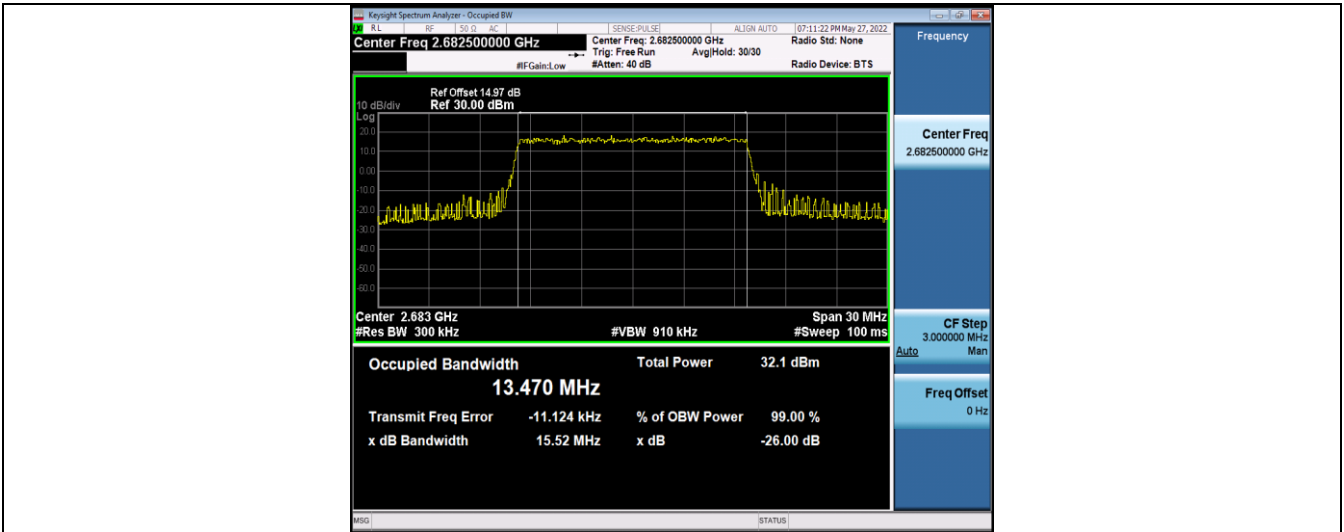 Keysight Spectrum Analyzer - Occupied BW
RL RF 50 Ω AC SENSE:PULSE ALIGN AUTO 07:11:22 PM May 27, 2022
Center Freq 2.682500000 GHz
Center Freq: 2.682500000 GHz Radio Std: None
Trig: Free Run Avg|Hold: 30/30
#IFGain:Low #Atten: 40 dB Radio Device: BTS
Ref Offset 14.97 dB
10 dB/div Ref 30.00 dBm
Log
20.0
10.0
0.00
-10.0
-20.0
-30.0
-40.0
-50.0
-60.0
Center 2.683 GHz Span 30 MHz
#Res BW 300 kHz #VBW 910 kHz #Sweep 100 ms
Occupied Bandwidth Total Power 32.1 dBm
13.470 MHz
Transmit Freq Error -11.124 kHz % of OBW Power 99.00 %
x dB Bandwidth 15.52 MHz x dB -26.00 dB
MSG STATUS
Frequency
Center Freq
2.682500000 GHz
CF Step
3.000000 MHz
Auto Man
Freq Offset
0 Hz